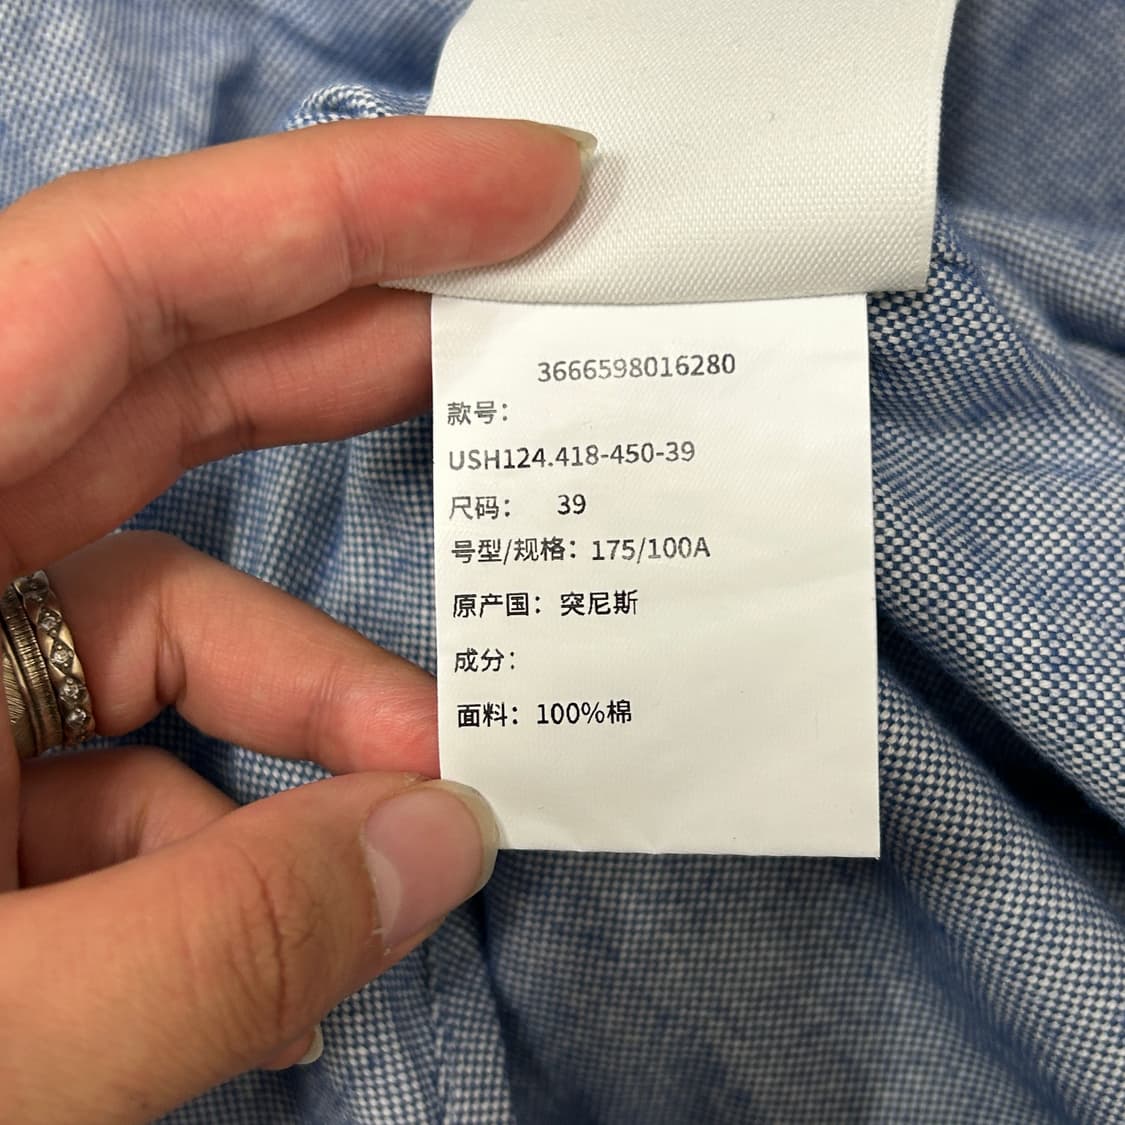 3666598016280
款号：
USH124.418-450-39
尺码： 39
号型/规格：175/100A
原产国：突尼斯
成分：
面料：100%棉